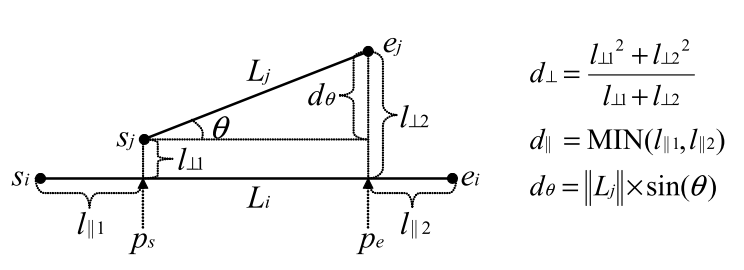 e_j
L_j
d_θ
θ
l_⊥2
s_j
l_⊥1
s_i
e_i
l_∥1
L_i
l_∥2
p_s
p_e
d_⊥ = (l_⊥1² + l_⊥2²) / (l_⊥1 + l_⊥2)
d_∥ = MIN(l_∥1, l_∥2)
d_θ = ‖L_j‖ × sin(θ)